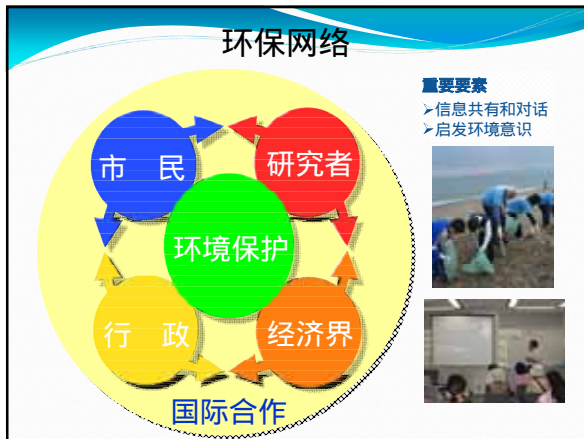 环保网络
重要要素
➢信息共有和对话
➢启发环境意识
市 民
研究者
环境保护
行 政
经济界
国际合作